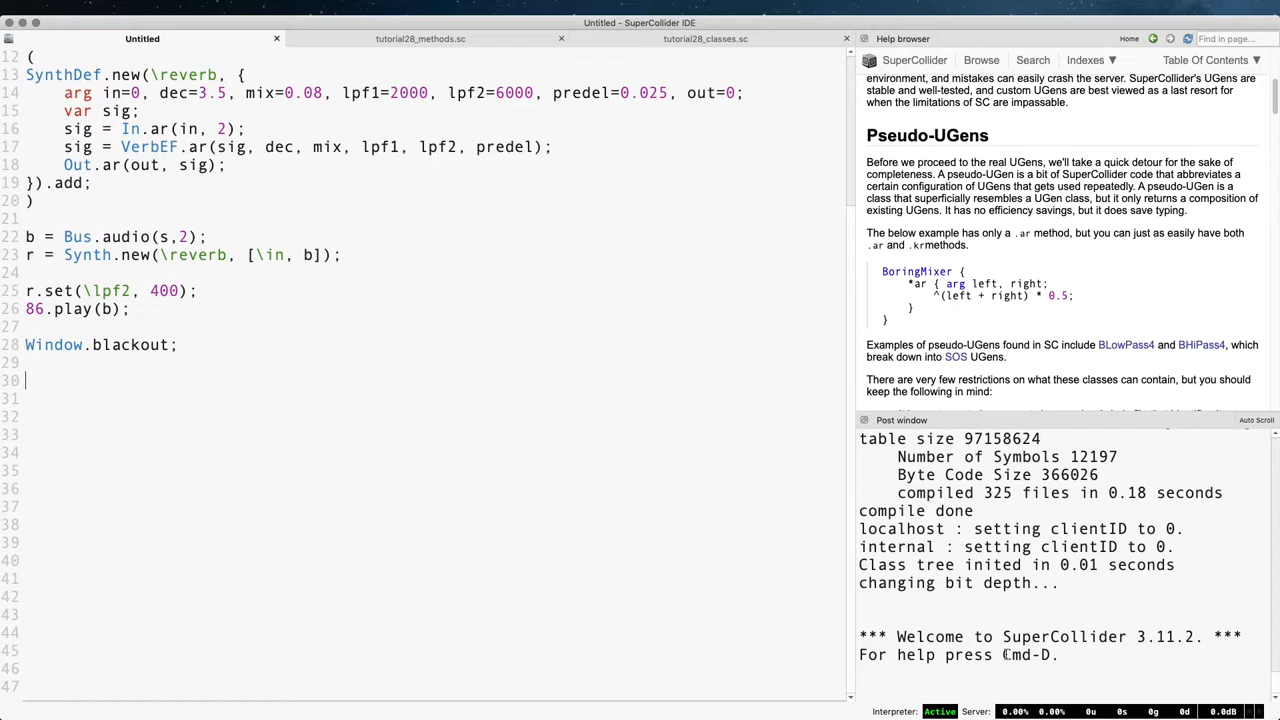 Untitled - SuperCollider IDE
Untitled
tutorial28_methods.sc
tutorial28_classes.sc
12 (
13 SynthDef.new(\reverb, {
14 arg in=0, dec=3.5, mix=0.08, lpf1=2000, lpf2=6000, predel=0.025, out=0;
15 var sig;
16 sig = In.ar(in, 2);
17 sig = VerbEF.ar(sig, dec, mix, lpf1, lpf2, predel);
18 Out.ar(out, sig);
19 }).add;
20 )
21
22 b = Bus.audio(s,2);
23 r = Synth.new(\reverb, [\in, b]);
24
25 r.set(\lpf2, 400);
26 86.play(b);
27
28 Window.blackout;
29
30
31
32
33
34
35
36
37
38
39
40
41
42
43
44
45
46
47
Help browser
Home
Find in page...
SuperCollider Browse Search Indexes ▼ Table Of Contents ▼
environment, and mistakes can easily crash the server. SuperCollider's UGens are
stable and well-tested, and custom UGens are best viewed as a last resort for
when the limitations of SC are impassable.
Pseudo-UGens
Before we proceed to the real UGens, we'll take a quick detour for the sake of
completeness. A pseudo-UGen is a bit of SuperCollider code that abbreviates a
certain configuration of UGens that gets used repeatedly. A pseudo-UGen is a
class that superficially resembles a UGen class, but it only returns a composition of
existing UGens. It has no efficiency savings, but it does save typing.
The below example has only a .ar method, but you can just as easily have both
.ar and .krmethods.
BoringMixer {
*ar { arg left, right;
^(left + right) * 0.5;
}
}
Examples of pseudo-UGens found in SC include BLowPass4 and BHiPass4, which
break down into SOS UGens.
There are very few restrictions on what these classes can contain, but you should
keep the following in mind:
Post window
Auto Scroll
table size 97158624
Number of Symbols 12197
Byte Code Size 366026
compiled 325 files in 0.18 seconds
compile done
localhost : setting clientID to 0.
internal : setting clientID to 0.
Class tree inited in 0.01 seconds
changing bit depth...
*** Welcome to SuperCollider 3.11.2. ***
For help press Cmd-D.
Interpreter: Active Server: 0.00% 0.00% 0u 0s 0g 0d 0.0dB